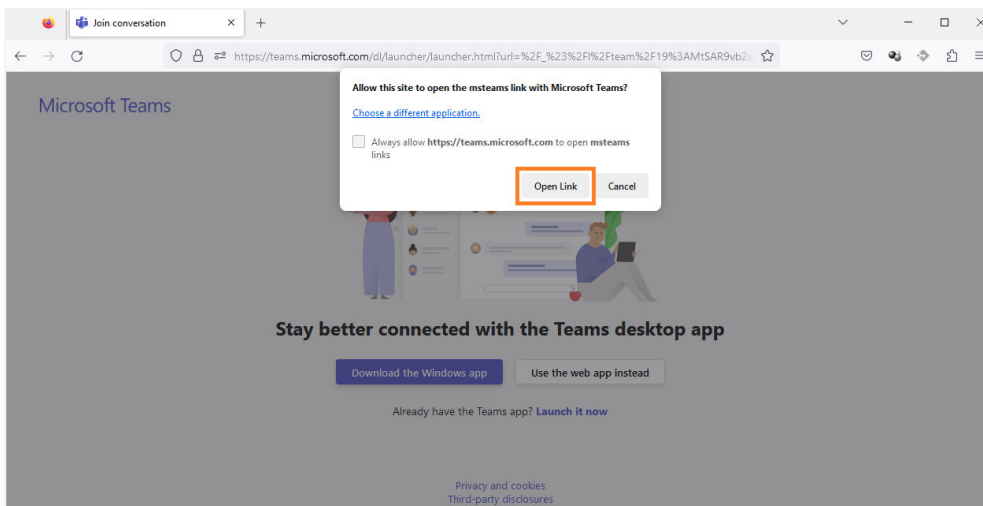 Join conversation
https://teams.microsoft.com/dl/launcher/launcher.html?url=%2F_%23%2Fl%2Fteam%2F19%3AMtSAR9vb2
Microsoft Teams
Allow this site to open the msteams link with Microsoft Teams?
Choose a different application.
Always allow https://teams.microsoft.com to open msteams
links
Open Link Cancel
Stay better connected with the Teams desktop app
Download the Windows app Use the web app instead
Already have the Teams app? Launch it now
Privacy and cookies
Third-party disclosures